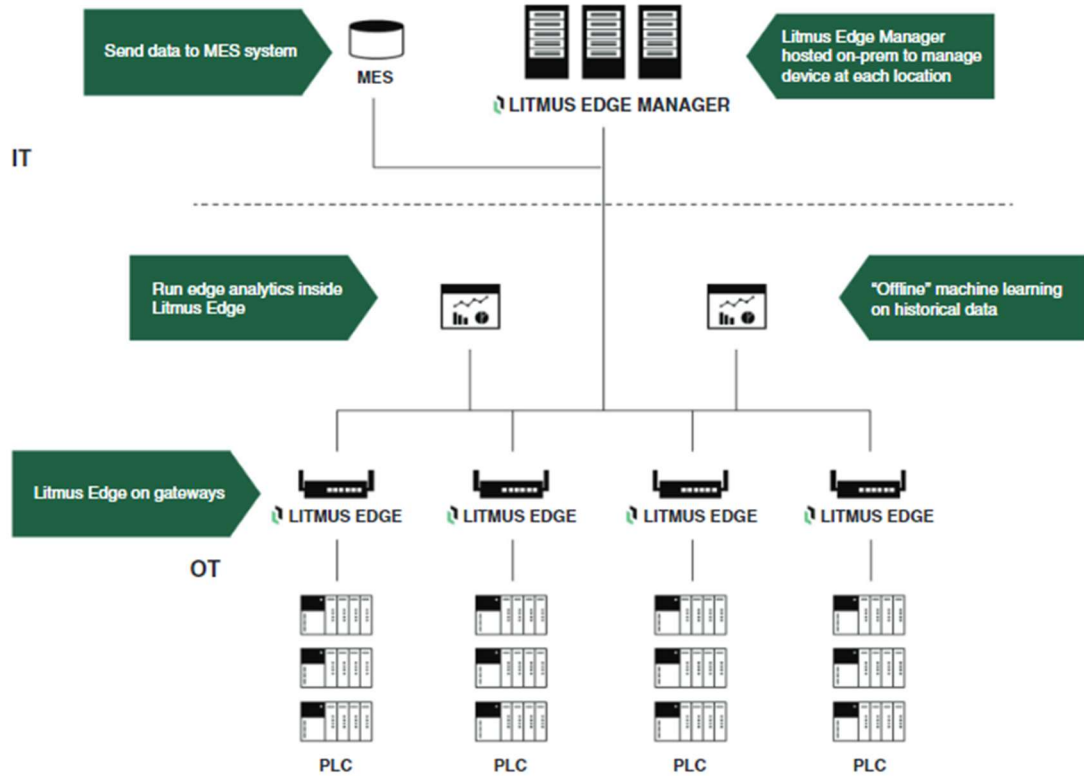 Send data to MES system
MES
Litmus Edge Manager
hosted on-prem to manage
device at each location
LITMUS EDGE MANAGER
IT
Run edge analytics inside
Litmus Edge
“Offline” machine learning
on historical data
Litmus Edge on gateways
LITMUS EDGE
LITMUS EDGE
LITMUS EDGE
LITMUS EDGE
OT
PLC
PLC
PLC
PLC